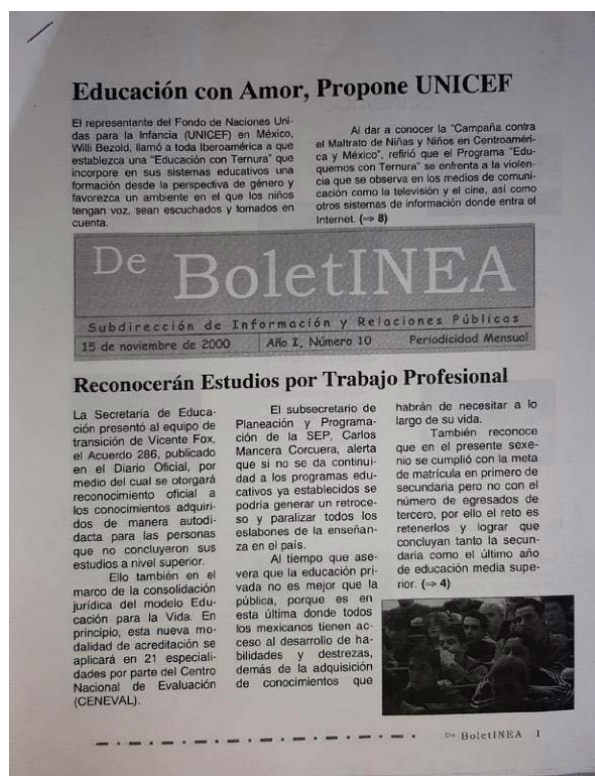 Educación con Amor, Propone UNICEF
El representante del Fondo de Naciones Uni-
das para la Infancia (UNICEF) en México,
Willi Bezold, llamó a toda Iberoamérica a que
establezca una "Educación con Ternura" que
incorpore en sus sistemas educativos una
formación desde la perspectiva de género y
favorezca un ambiente en el que los niños
tengan voz, sean escuchados y tomados en
cuenta.
Al dar a conocer la "Campaña contra
el Maltrato de Niñas y Niños en Centroaméri-
ca y México", refirió que el Programa "Edu-
quemos con Ternura" se enfrenta a la violen-
cia que se observa en los medios de comuni-
cación como la televisión y el cine, así como
otros sistemas de información donde entra el
Internet. (⇒ 8)
De BoletINEA
Subdirección de Información y Relaciones Públicas
15 de noviembre de 2000 Año I, Número 10 Periodicidad Mensual
Reconocerán Estudios por Trabajo Profesional
La Secretaría de Educa-
ción presentó al equipo de
transición de Vicente Fox,
el Acuerdo 286, publicado
en el Diario Oficial, por
medio del cual se otorgará
reconocimiento oficial a
los conocimientos adquiri-
dos de manera autodi-
dacta para las personas
que no concluyeron sus
estudios a nivel superior.
Ello también en el
marco de la consolidación
jurídica del modelo Edu-
cación para la Vida. En
principio, esta nueva mo-
dalidad de acreditación se
aplicará en 21 especiali-
dades por parte del Centro
Nacional de Evaluación
(CENEVAL).
El subsecretario de
Planeación y Programa-
ción de la SEP, Carlos
Mancera Corcuera, alerta
que si no se da continui-
dad a los programas edu-
cativos ya establecidos se
podría generar un retroce-
so y paralizar todos los
eslabones de la enseñan-
za en el país.
Al tiempo que ase-
vera que la educación pri-
vada no es mejor que la
pública, porque es en
esta última donde todos
los mexicanos tienen ac-
ceso al desarrollo de ha-
bilidades y destrezas,
demás de la adquisición
de conocimientos que
habrán de necesitar a lo
largo de su vida.
También reconoce
que en el presente sexe-
nio se cumplió con la meta
de matrícula en primero de
secundaria pero no con el
número de egresados de
tercero, por ello el reto es
retenerlos y lograr que
concluyan tanto la secun-
daria como el último año
de educación media supe-
rior. (⇒ 4)
De BoletINEA 1